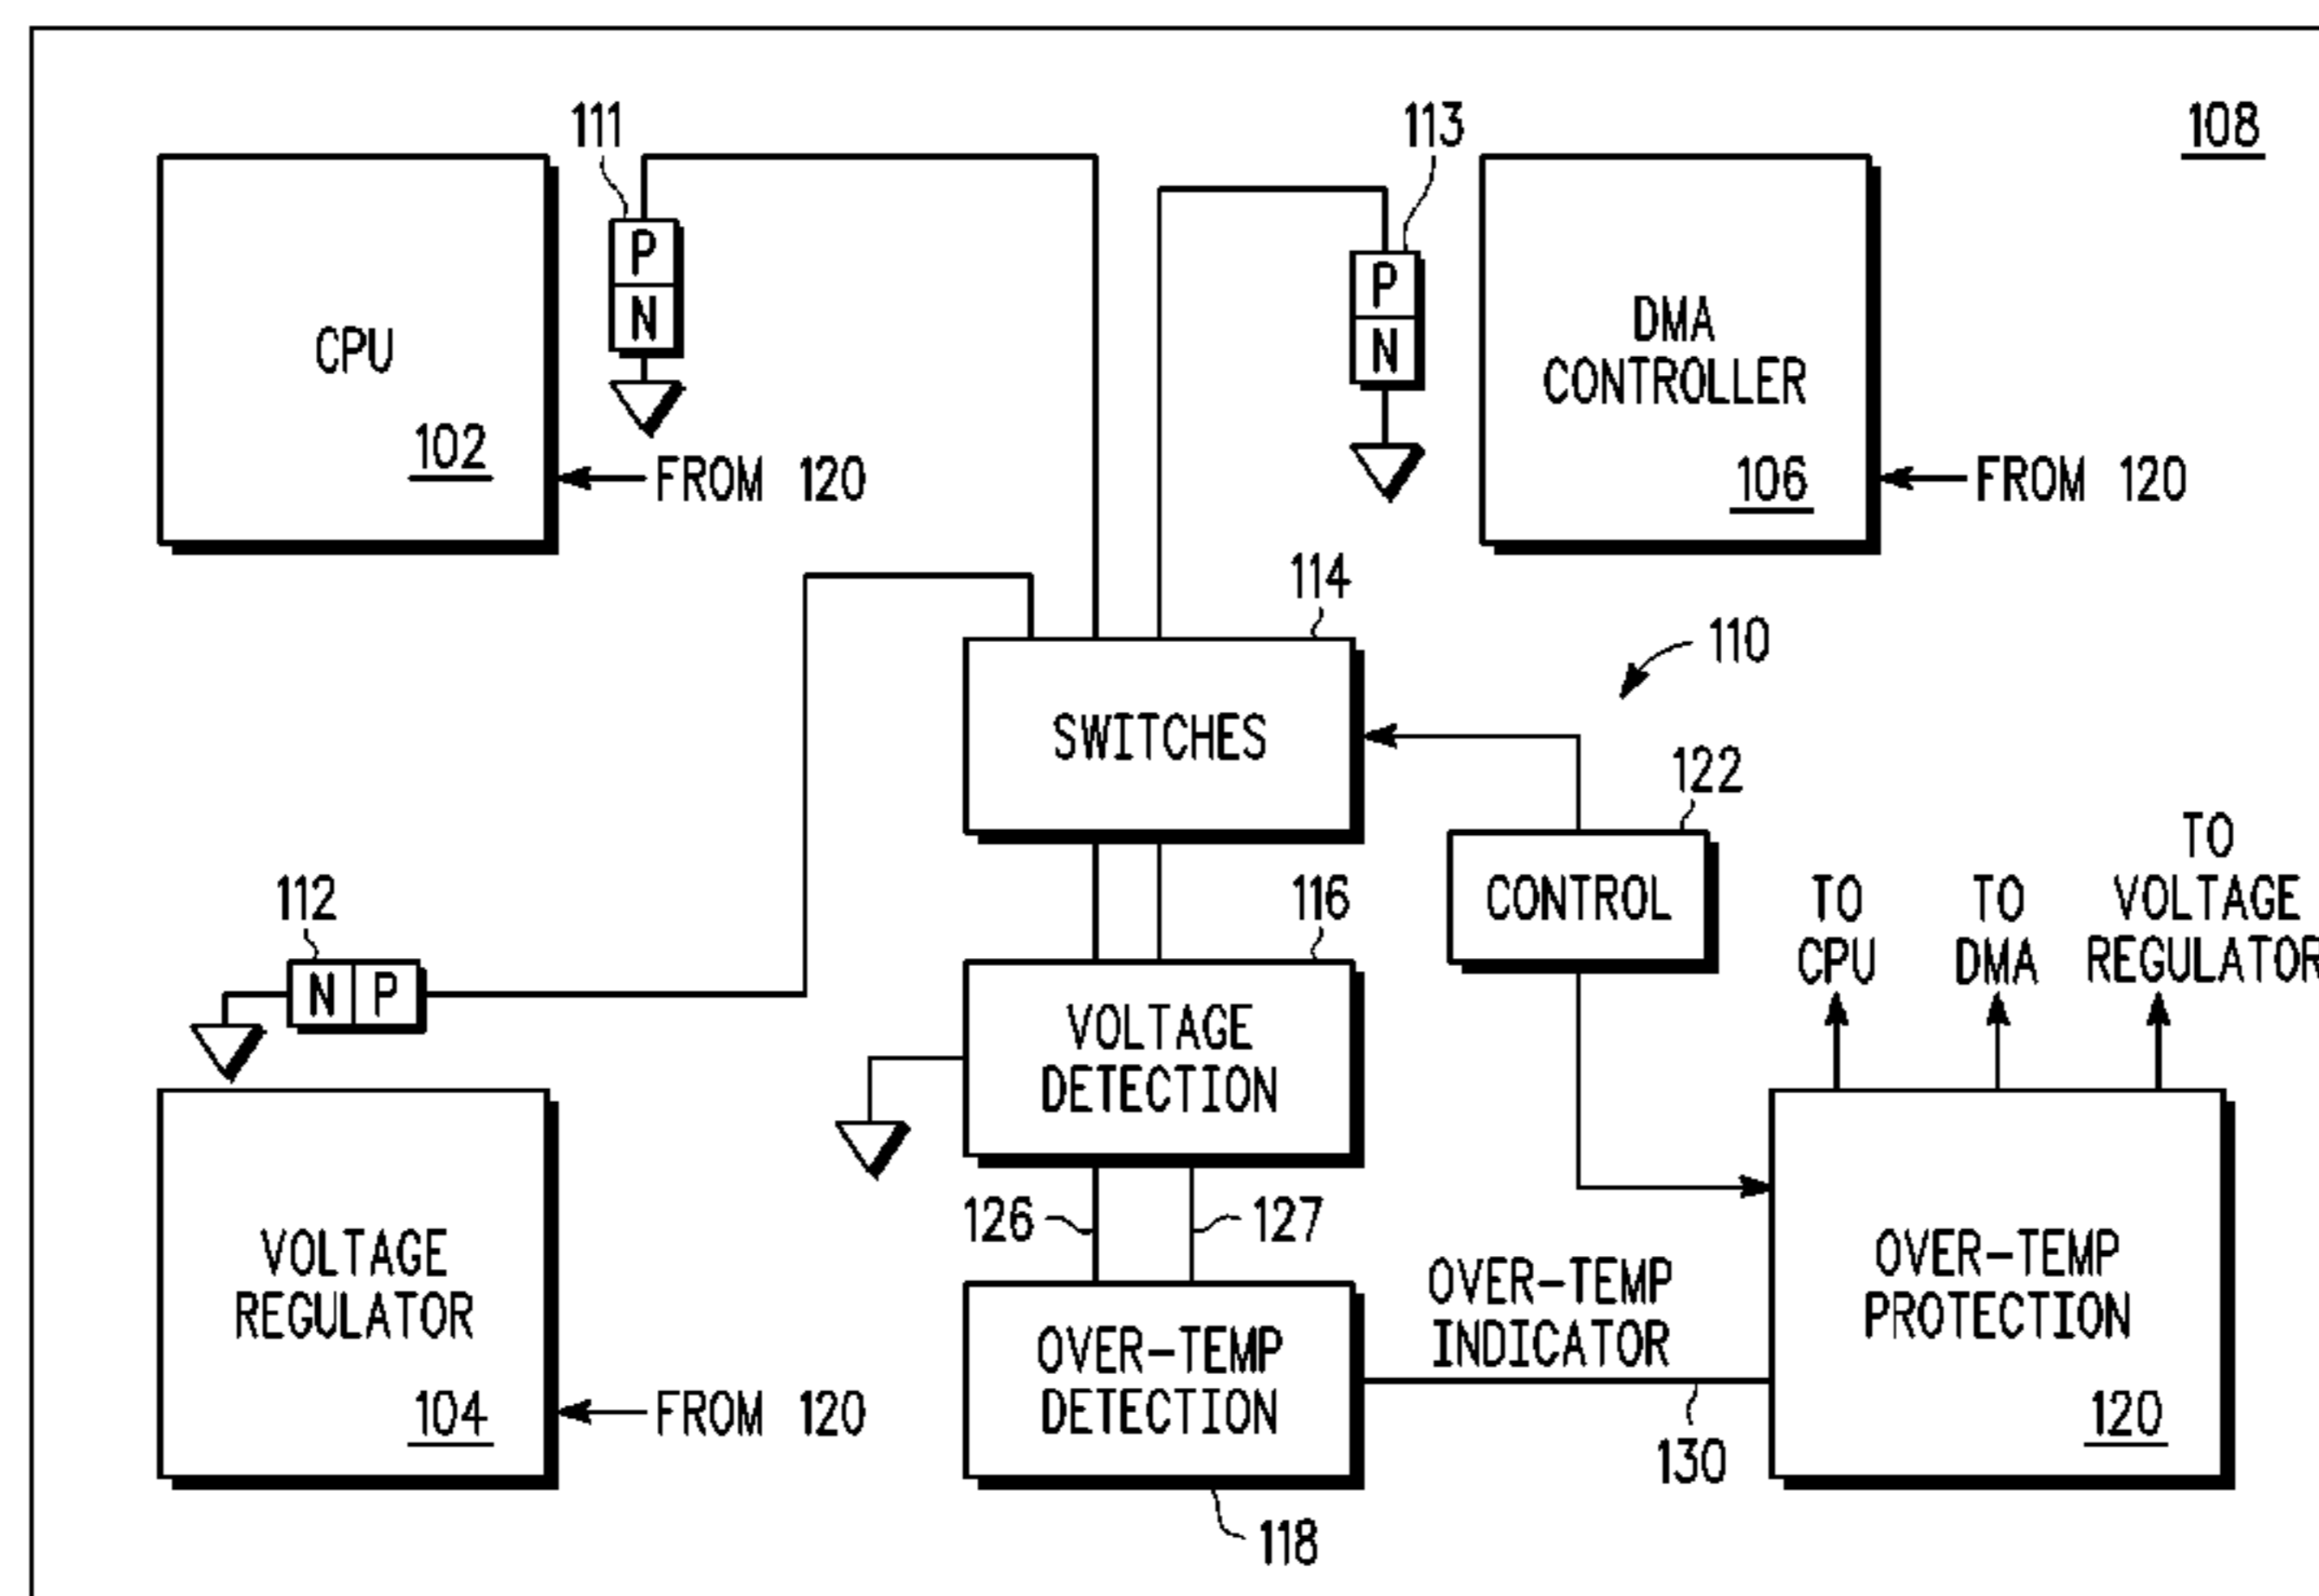 108
111
113
P
N
P
N
CPU
102
FROM 120
DMA
CONTROLLER
106
FROM 120
114
110
SWITCHES
122
CONTROL
112
N P
116
VOLTAGE
DETECTION
TO
CPU
TO
DMA
TO
VOLTAGE
REGULATOR
126
127
VOLTAGE
REGULATOR
104
FROM 120
OVER-TEMP
DETECTION
118
OVER-TEMP
INDICATOR
130
OVER-TEMP
PROTECTION
120